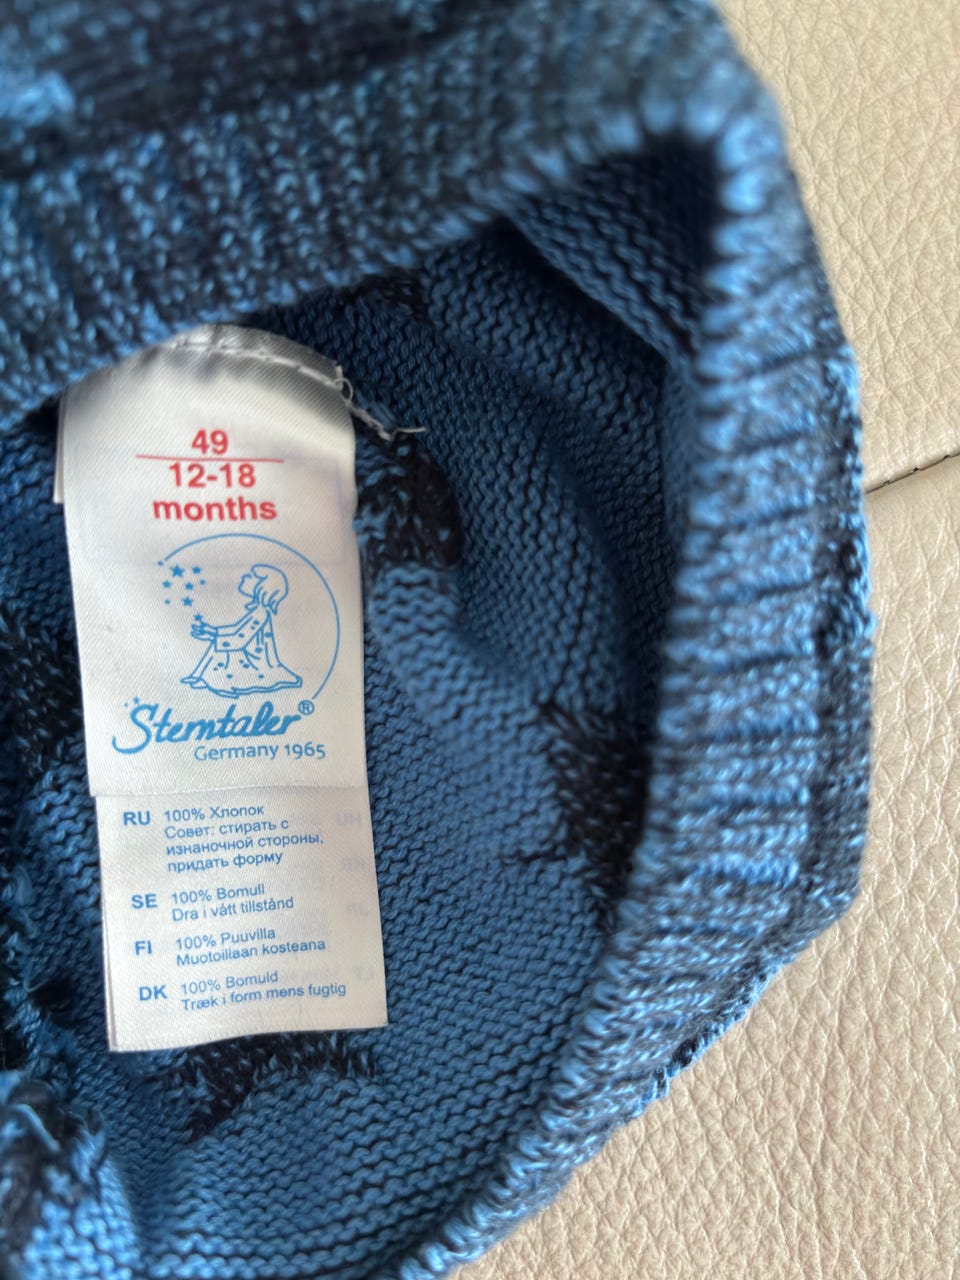 49
12-18
months
Sterntaler®
Germany 1965
RU 100% Хлопок
Совет: стирать с
изнаночной стороны,
придать форму
SE 100% Bomull
Dra i vått tillstånd
FI 100% Puuvilla
Muotoillaan kosteana
DK 100% Bomuld
Træk i form mens fugtig